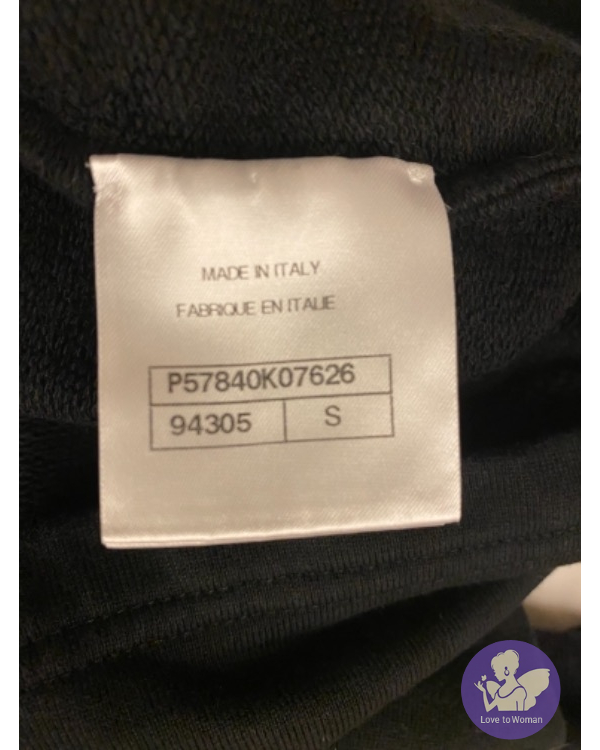 MADE IN ITALY
FABRIQUE EN ITALIE
P57840K07626
94305 S
Love to Woman